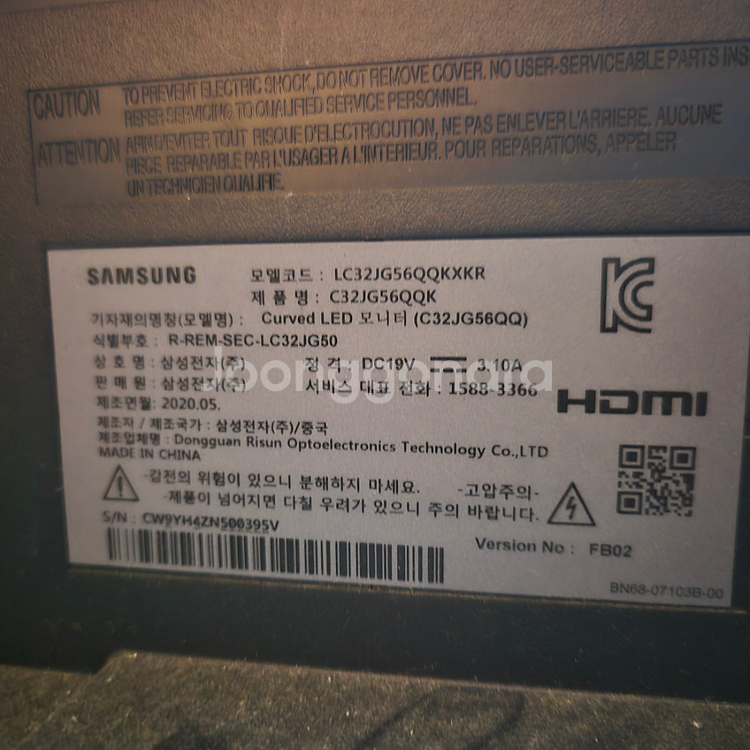 CAUTION TO PREVENT ELECTRIC SHOCK, DO NOT REMOVE COVER. NO USER-SERVICEABLE PARTS INS
REFER SERVICING TO QUALIFIED SERVICE PERSONNEL.
ATTENTION AFIN D'EVITER TOUT RISQUE D'ELECTROCUTION, NE PAS ENLEVER L'ARRIERE. AUCUNE
PIECE REPARABLE PAR L'USAGER A L'INTERIEUR. POUR REPARATIONS, APPELER
UN TECHNICIEN QUALIFIE.
SAMSUNG
모델코드 : LC32JG56QQKXKR
제 품 명 : C32JG56QQK
기자재의명칭(모델명) : Curved LED 모니터 (C32JG56QQ)
식별부호 : R-REM-SEC-LC32JG50
상 호 명 : 삼성전자(주) 정 격 : DC19V 3.10A
판 매 원 : 삼성전자(주) 서비스 대표 전화 : 1588-3366
Joonggonara
제조연월: 2020.05.
HDMI
제조자 / 제조국가 : 삼성전자(주)/중국
제조업체명 : Dongguan Risun Optoelectronics Technology Co.,LTD
MADE IN CHINA
-감전의 위험이 있으니 분해하지 마세요. -고압주의-
-제품이 넘어지면 다칠 우려가 있으니 주의 바랍니다.
S/N : CW9YH4ZN500395V
Version No : FB02
BN68-07103B-00